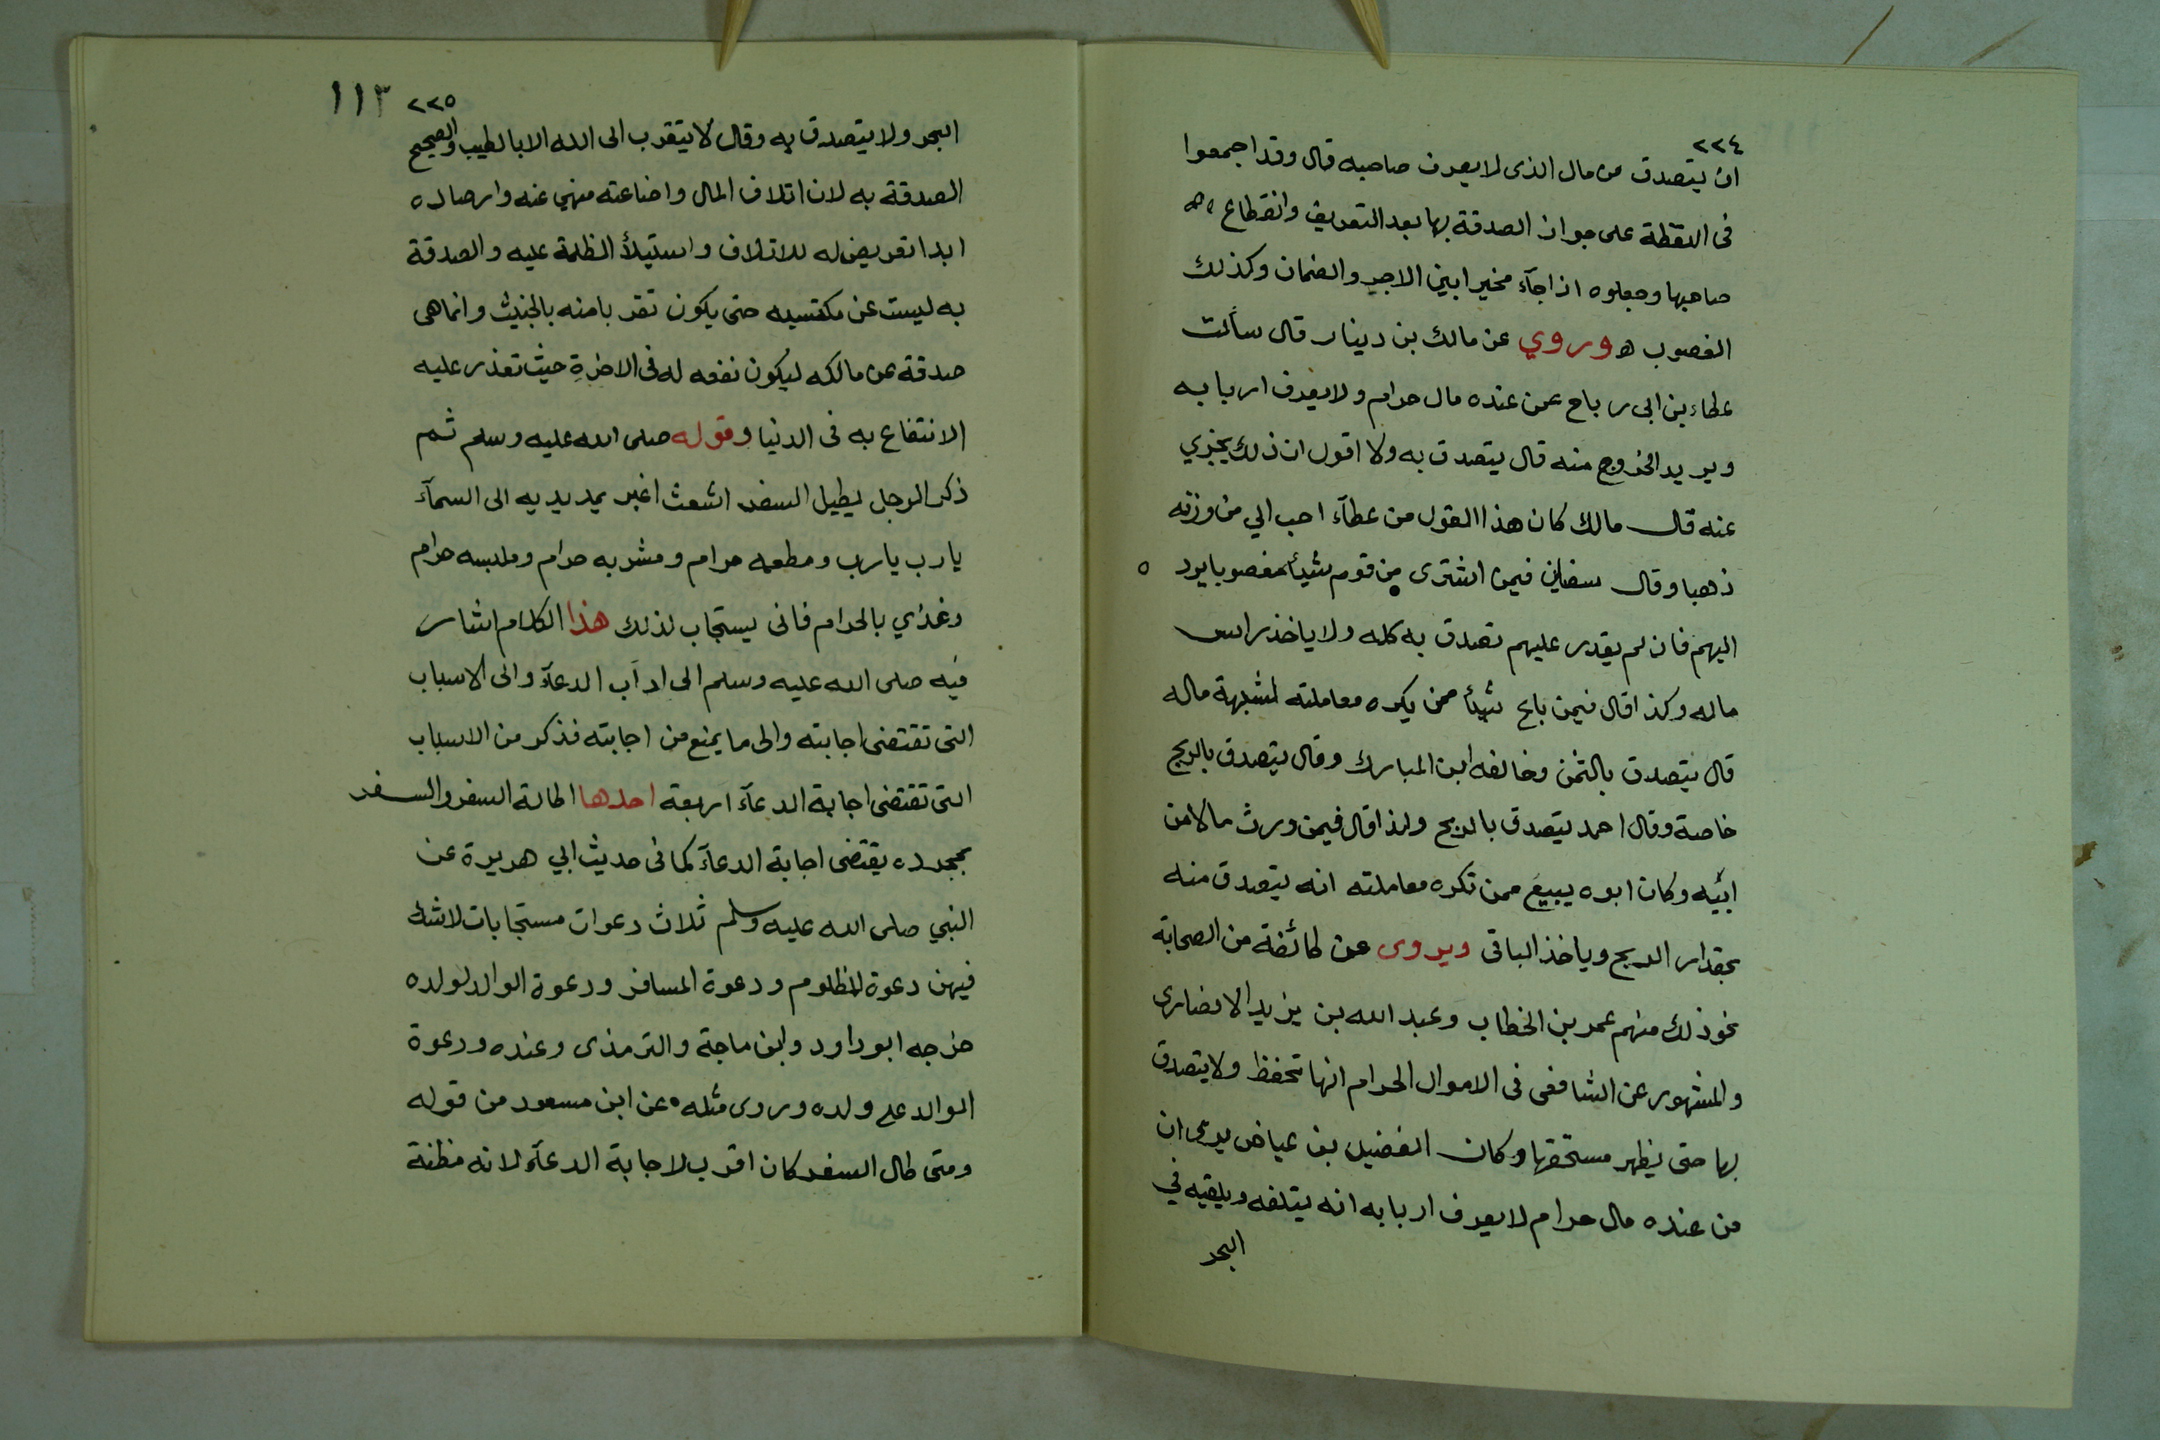 ٢٢٤
ان يتصدق من مال الذى لا يعرف صاحبه قال وقد اجمعوا
فى اللقطة على جواز الصدقة بها بعد التعريف وانقطاع
صاحبها وجعلوه اذا جآء مخيرا بين الاجر والضمان وكذلك
الغصوب ه وروي عن مالك بن دينار قال سألت
عطاء بن ابى رباح عمن عنده مال حرام ولا يعرف اربابه
ويريد الخروج منه قال يتصدق به ولا اقول ان ذلك يجزي
عنه قال مالك كان هذا القول من عطآء احب الي من وزنه
ذهبا وقال سفيان فيمن اشترى من قوم شيئا مغصوبا يرد ه
اليهم فان لم يقدر عليهم تصدق به كله ولا ياخذ راس
ماله وكذا قال فيمن باع شيئا ممن يكره معاملته لشبهة ماله
قال يتصدق بالثمن وخالفه ابن المبارك وقال يتصدق بالربح
خاصة وقال احمد يتصدق بالربح ولذا قال فيمن ورث مالا من
ابيه وكان ابوه يبيع ممن تكره معاملته انه يتصدق منه
بمقدار الربح وياخذ الباقى ويروى عن طائفة من الصحابة
نحو ذلك منهم عمر بن الخطاب وعبد الله بن يزيد الانصارى
والمشهور عن الشافعى فى الاموال الحرام انها تحفظ ولا يتصدق
بها حتى يظهر مستحقها وكان الفضيل بن عياض يرى ان
من عنده مال حرام لا يعرف اربابه انه يتلفه ويلقيه في
البحر
٢٢٥ ١١٣
البحر ولا يتصدق به وقال لا يتقرب الى الله الا بالطيب والصحيح
الصدقة به لان اتلاف المال واضاعته منهي عنه وارصاده
ابدا تعريض له للاتلاف واستيلأ الظلمة عليه والصدقة
به ليست عن مكتسبه حتى يكون تقربا منه بالخبيث وانما هى
صدقة عن مالكه ليكون نفعه له فى الاخرة حيث تعذر عليه
الانتفاع به فى الدنيا وقوله صلى الله عليه وسلم ثم
ذكر الرجل يطيل السفر اشعث اغبر يمد يديه الى السمآء
يا رب يا رب ومطعمه حرام ومشربه حرام وملبسه حرام
وغذي بالحرام فانى يستجاب لذلك هذا الكلام اشار
فيه صلى الله عليه وسلم الى اداب الدعآء والى الاسباب
التى تقتضى اجابته والى ما يمنع من اجابته فذكر من الاسباب
التى تقتضى اجابة الدعآء اربعة احدها اطالة السفر والسفر
بمجرده يقتضى اجابة الدعآء كما فى حديث ابي هريرة عن
النبي صلى الله عليه وسلم ثلاث دعوات مستجابات لا شك
فيهن دعوة المظلوم ودعوة المسافر ودعوة الوالد لولده
خرجه ابو داود وابن ماجة والترمذى وعنده ودعوة
الوالد على ولده وروى مثله عن ابن مسعود من قوله
ومتى طال السفر كان اقرب لاجابة الدعآء لانه مظنة